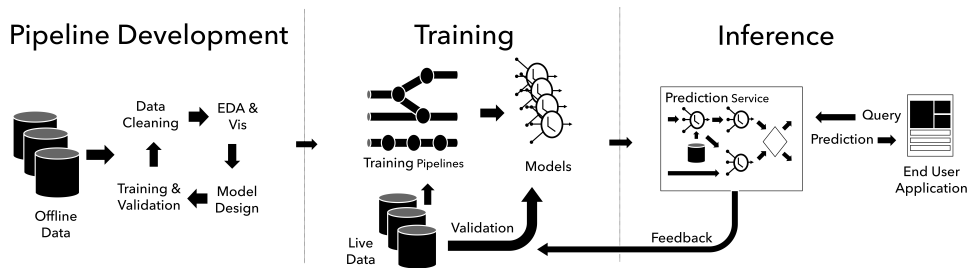 Pipeline Development
Training
Inference
Data
Cleaning
EDA &
Vis
Training &
Validation
Model
Design
Offline
Data
Training Pipelines
Models
Live
Data
Validation
Prediction Service
Query
Prediction
End User
Application
Feedback